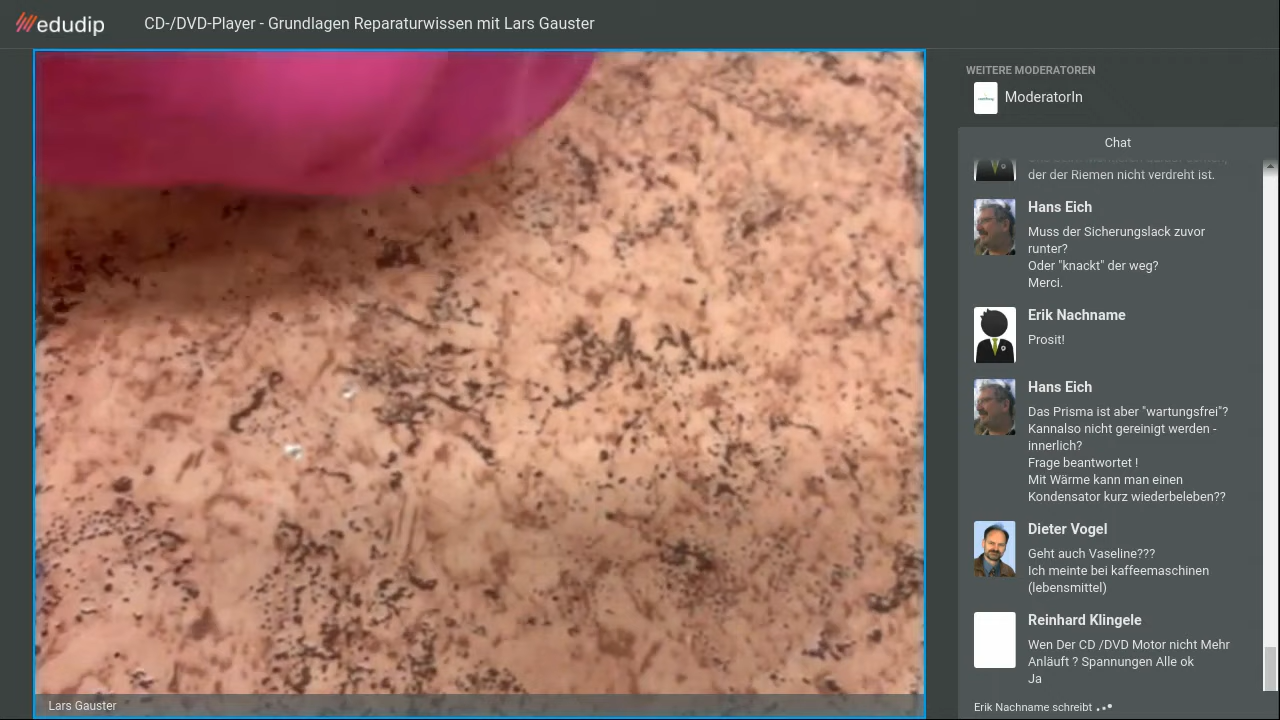 edudip
CD-/DVD-Player - Grundlagen Reparaturwissen mit Lars Gauster
WEITERE MODERATOREN
ModeratorIn
Chat
der der Riemen nicht verdreht ist.
Hans Eich
Muss der Sicherungslack zuvor
runter?
Oder "knackt" der weg?
Merci.
Erik Nachname
Prosit!
Hans Eich
Das Prisma ist aber "wartungsfrei"?
Kannalso nicht gereinigt werden -
innerlich?
Frage beantwortet !
Mit Wärme kann man einen
Kondensator kurz wiederbeleben??
Dieter Vogel
Geht auch Vaseline???
Ich meinte bei kaffeemaschinen
(lebensmittel)
Reinhard Klingele
Wen Der CD /DVD Motor nicht Mehr
Anläuft ? Spannungen Alle ok
Ja
Erik Nachname schreibt
Lars Gauster